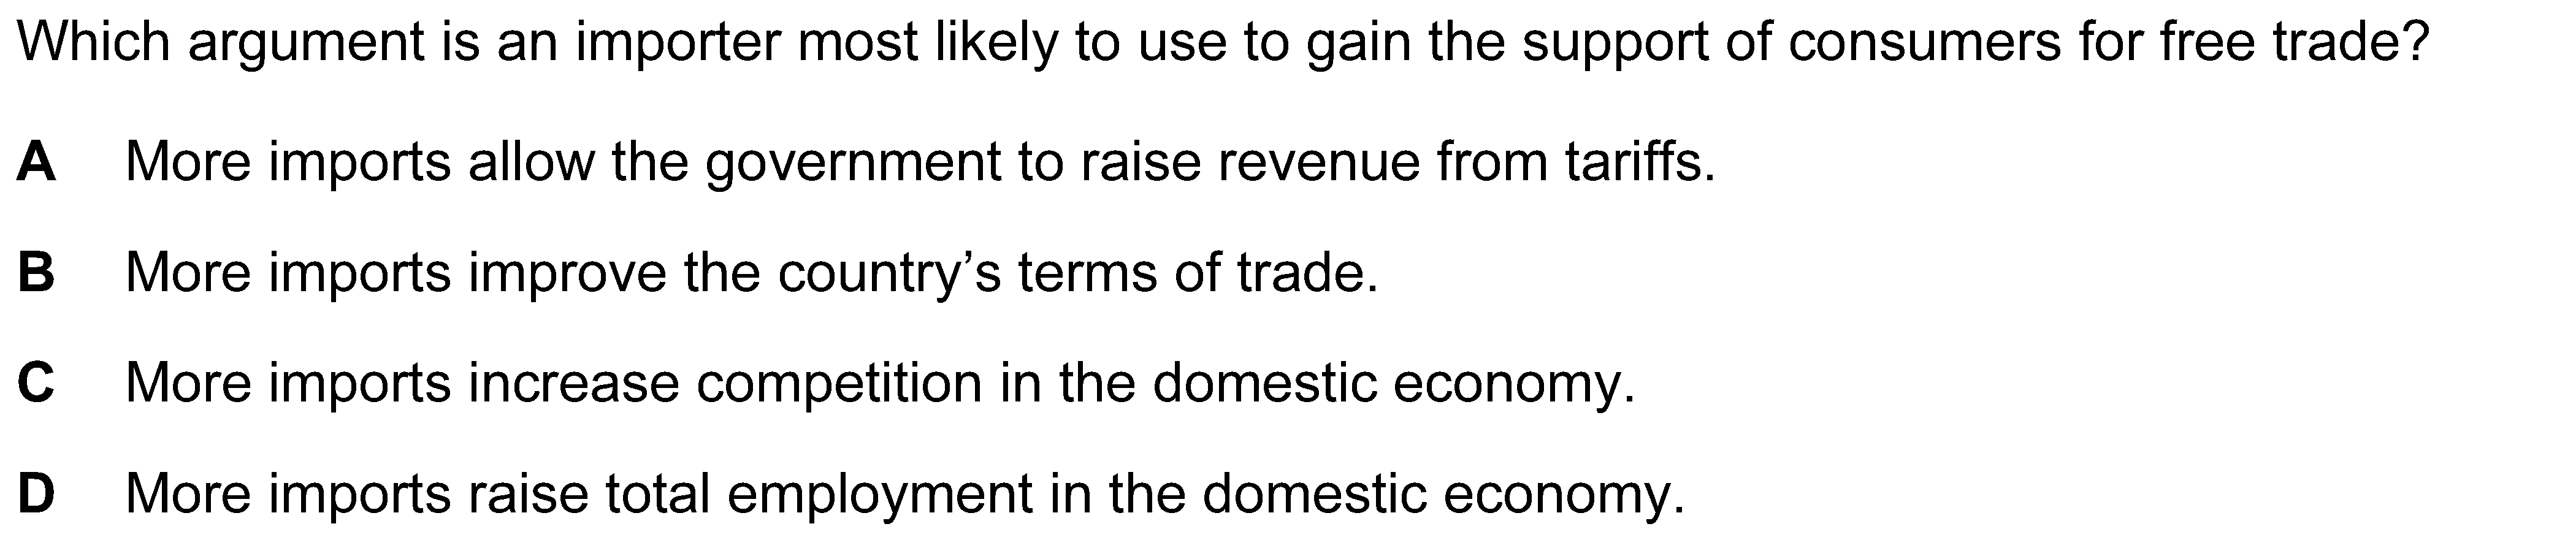 Which argument is an importer most likely to use to gain the support of consumers for free trade?
A More imports allow the government to raise revenue from tariffs.
B More imports improve the country’s terms of trade.
C More imports increase competition in the domestic economy.
D More imports raise total employment in the domestic economy.